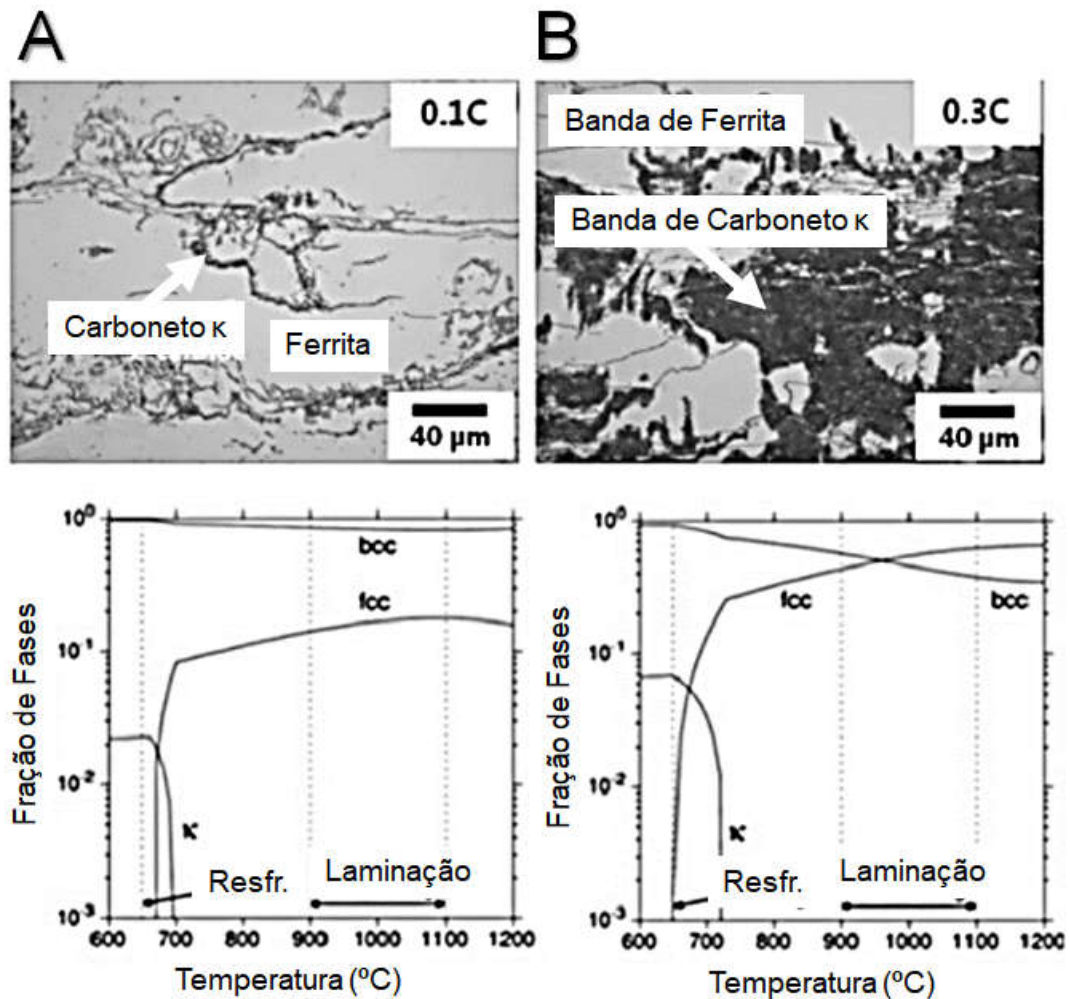 A
B
0.1C
Carboneto κ
Ferrita
40 µm
Banda de Ferrita
0.3C
Banda de Carboneto κ
40 µm
Fração de Fases
10⁰
10⁻¹
10⁻²
10⁻³
bcc
fcc
κ
Resfr.
Laminação
600 700 800 900 1000 1100 1200
Temperatura (ºC)
Fração de Fases
10⁰
10⁻¹
10⁻²
10⁻³
fcc
bcc
κ
Resfr.
Laminação
600 700 800 900 1000 1100 1200
Temperatura (ºC)